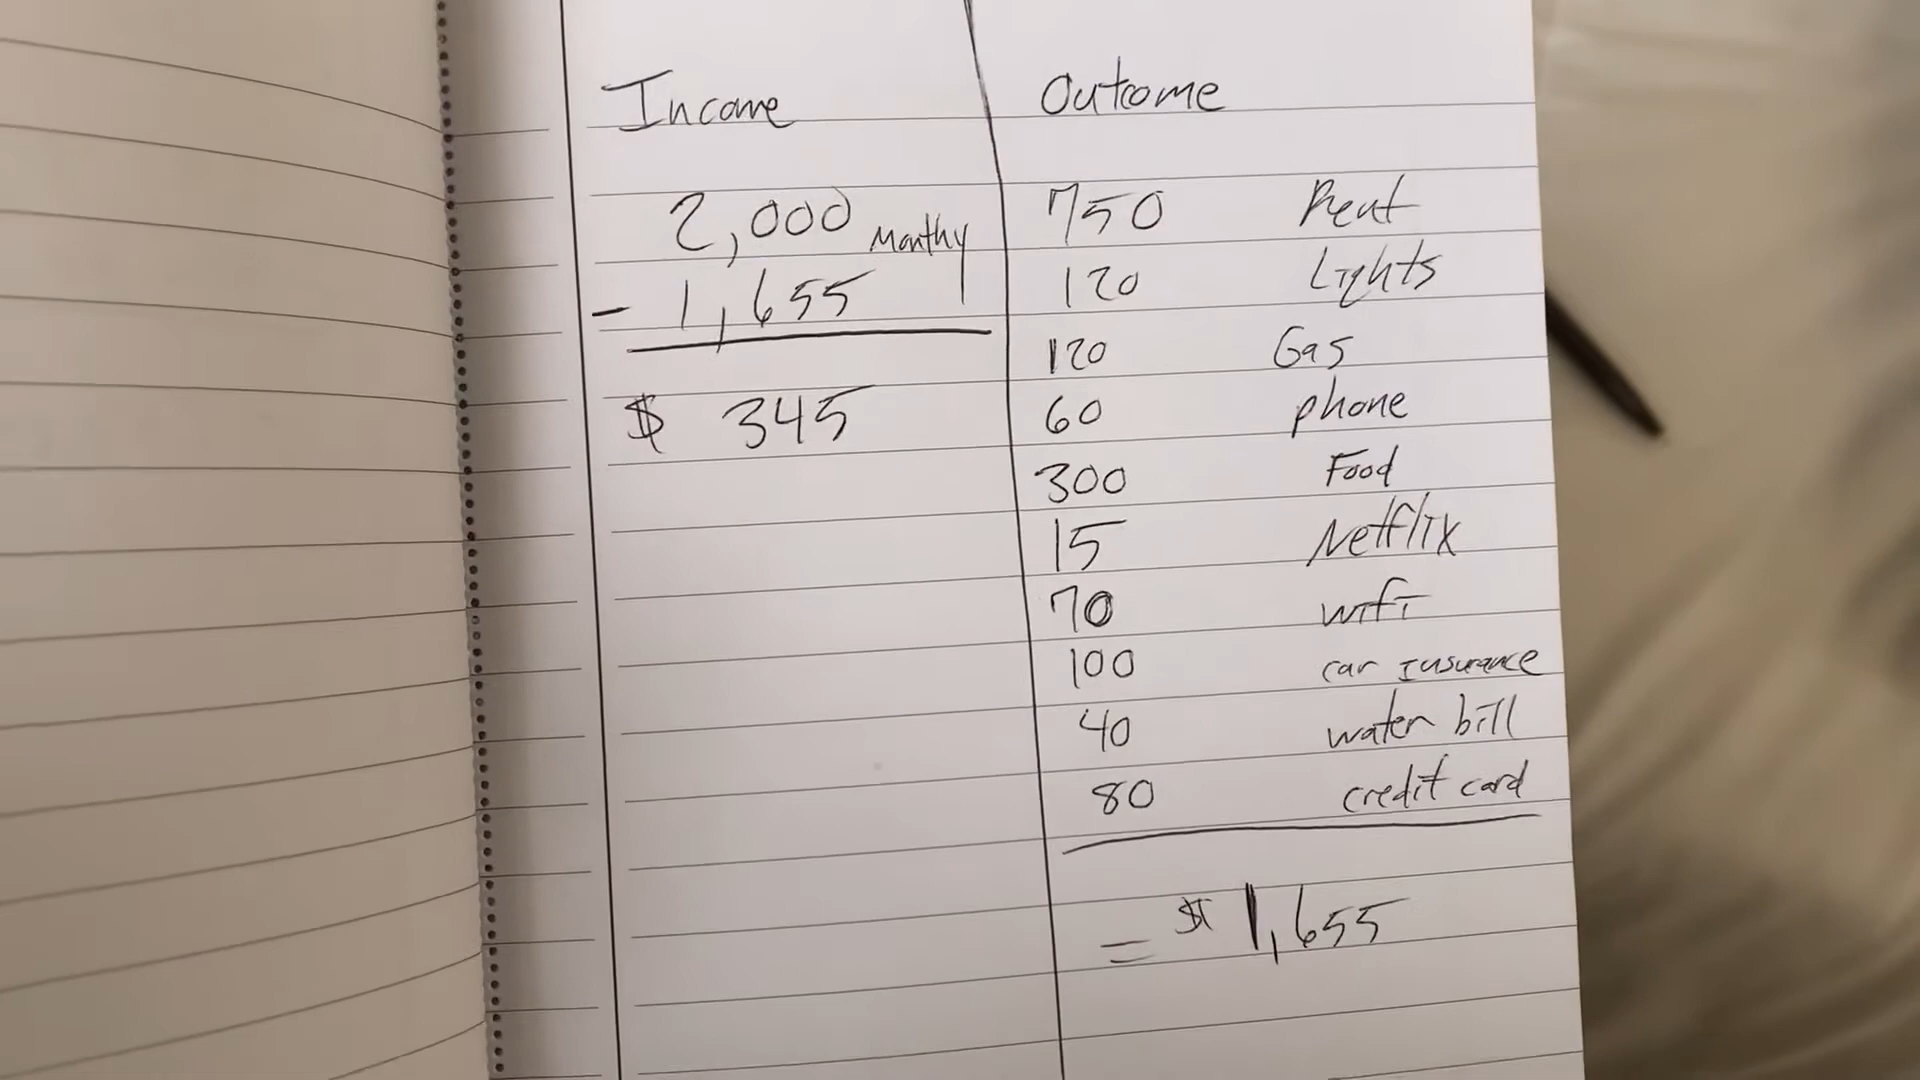 Income
2,000 Monthy
- 1,655
$ 345
Outcome
750 Rent
120 Lights
120 Gas
60 phone
300 Food
15 Netflix
70 wifi
100 car insurance
40 water bill
80 credit card
= $ 1,655